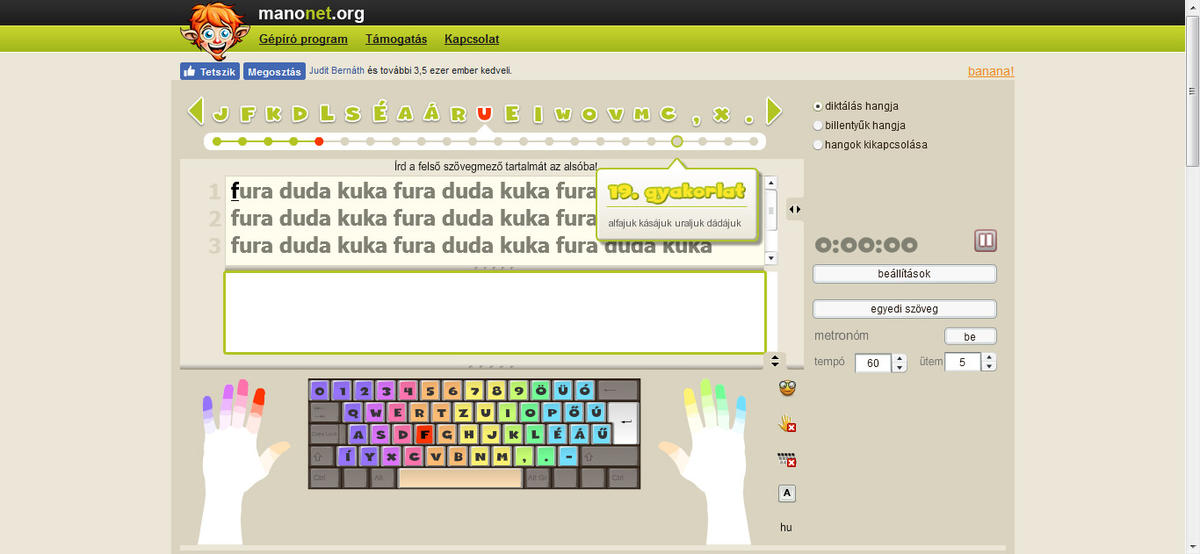 manonet.org
Gépíró program Támogatás Kapcsolat
Tetszik Megosztás Judit Bernáth és további 3,5 ezer ember kedveli. banana!
J F K D L S É A Á R U E I W O V M C , X .
diktálás hangja
billentyűk hangja
hangok kikapcsolása
Írd a felső szövegmező tartalmát az alsóba!
1 fura duda kuka fura duda kuka fura
2 fura duda kuka fura duda kuka fura
3 fura duda kuka fura duda kuka fura duda kuka
19. gyakorlat
alfajuk kásájuk uraljuk dádájuk
0:00:00
beállítások
egyedi szöveg
metronóm be
tempó 60 ütem 5
0 1 2 3 4 5 6 7 8 9 Ö Ü Ó
Q W E R T Z U I O P Ő Ú
Caps Lock A S D F G H J K L É Á Ű
Í Y X C V B N M , . -
Ctrl Alt Alt Gr Ctrl
A
hu